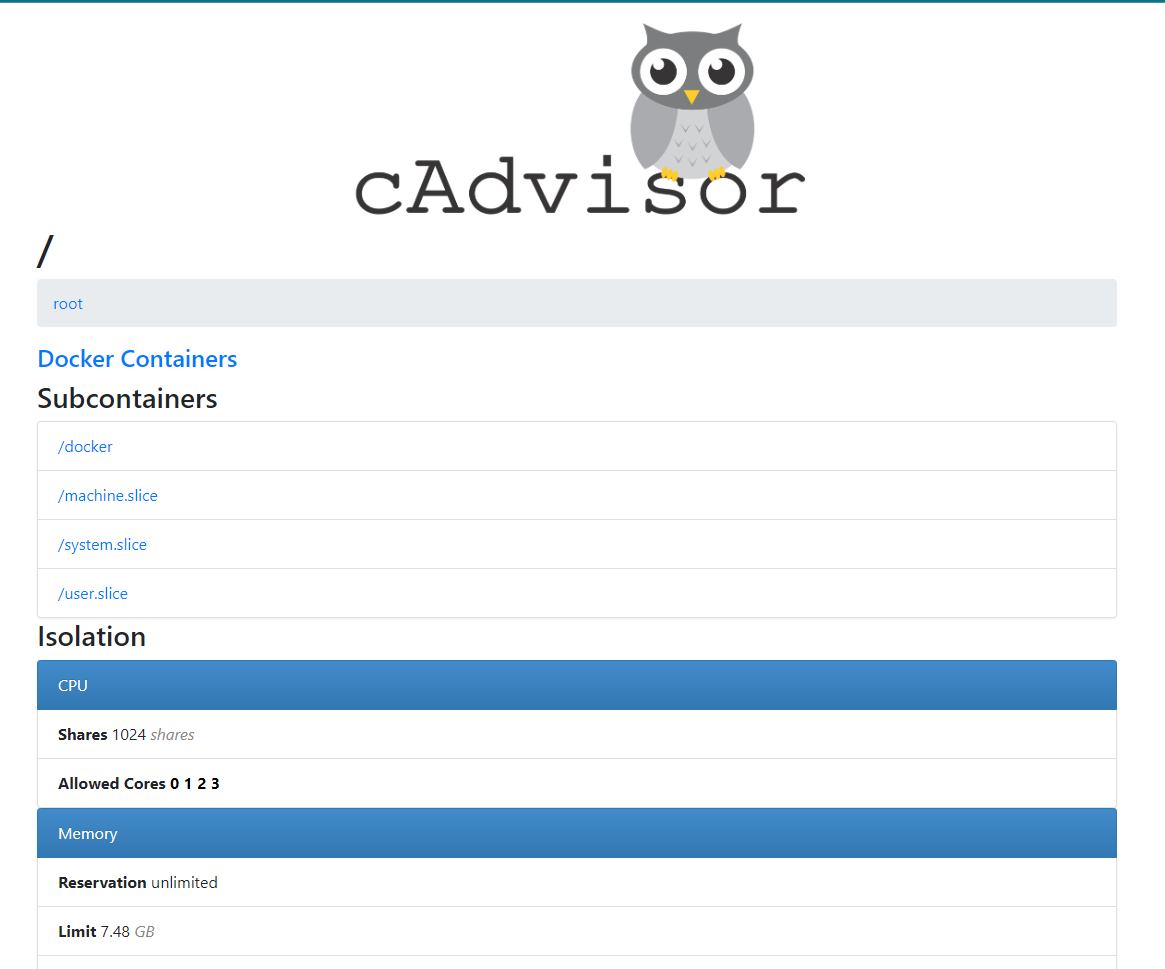 cAdvisor
/
root
Docker Containers
Subcontainers
/docker
/machine.slice
/system.slice
/user.slice
Isolation
CPU
Shares 1024 shares
Allowed Cores 0 1 2 3
Memory
Reservation unlimited
Limit 7.48 GB